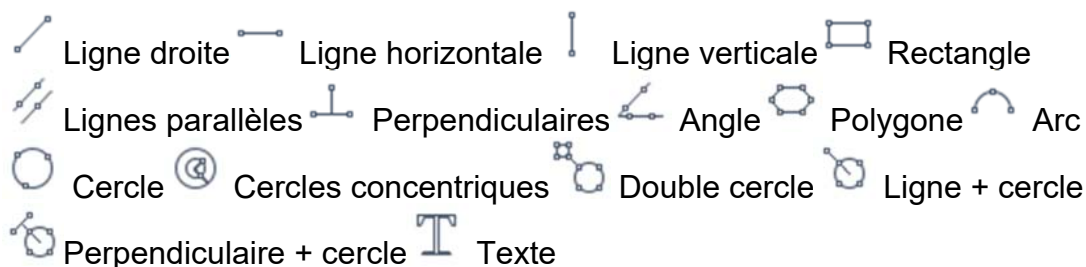 Ligne droite Ligne horizontale Ligne verticale Rectangle
Lignes parallèles Perpendiculaires Angle Polygone Arc
Cercle Cercles concentriques Double cercle Ligne + cercle
Perpendiculaire + cercle Texte